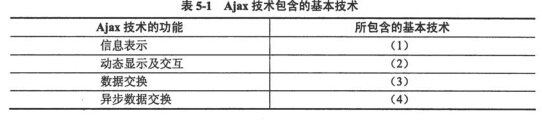 表 5-1 Ajax 技术包含的基本技术
Ajax 技术的功能 所包含的基本技术
信息表示 (1)
动态显示及交互 (2)
数据交换 (3)
异步数据交换 (4)